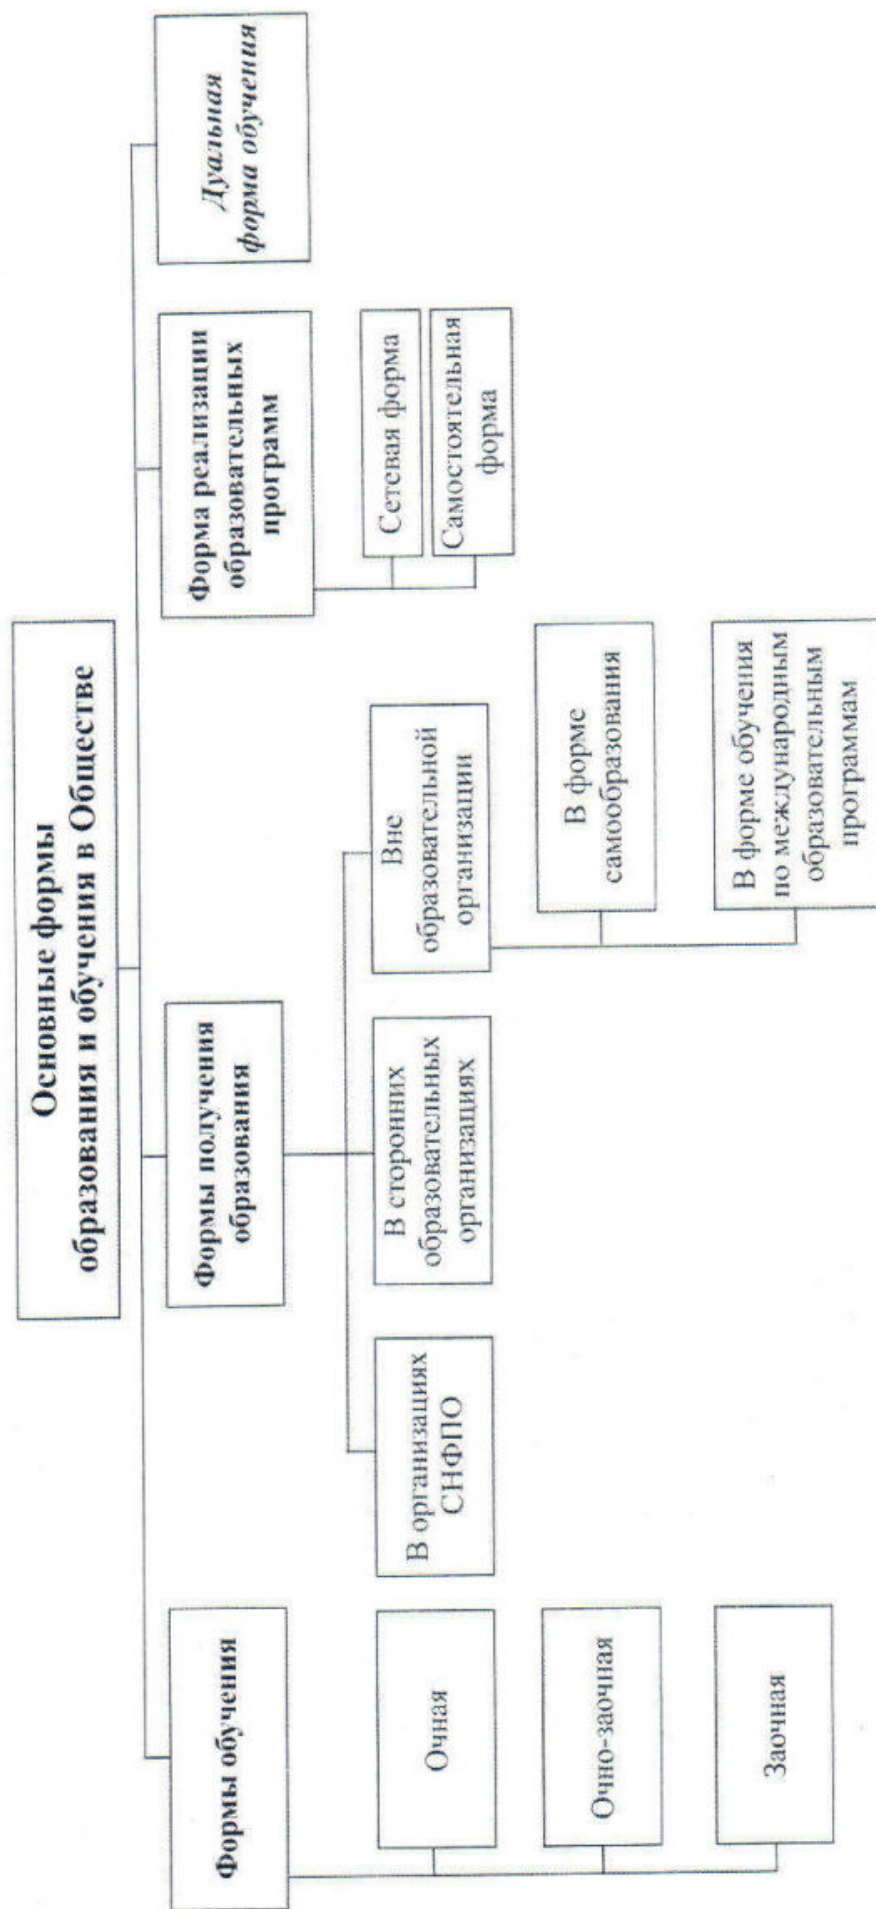 Основные формы
образования и обучения в Обществе
Формы обучения
Очная
Очно-заочная
Заочная
Формы получения
образования
В организациях
СНФПО
В сторонних
образовательных
организациях
Вне
образовательной
организации
В форме
самообразования
В форме обучения
по международным
образовательным
программам
Форма реализации
образовательных
программ
Сетевая форма
Самостоятельная
форма
Дуальная
форма обучения